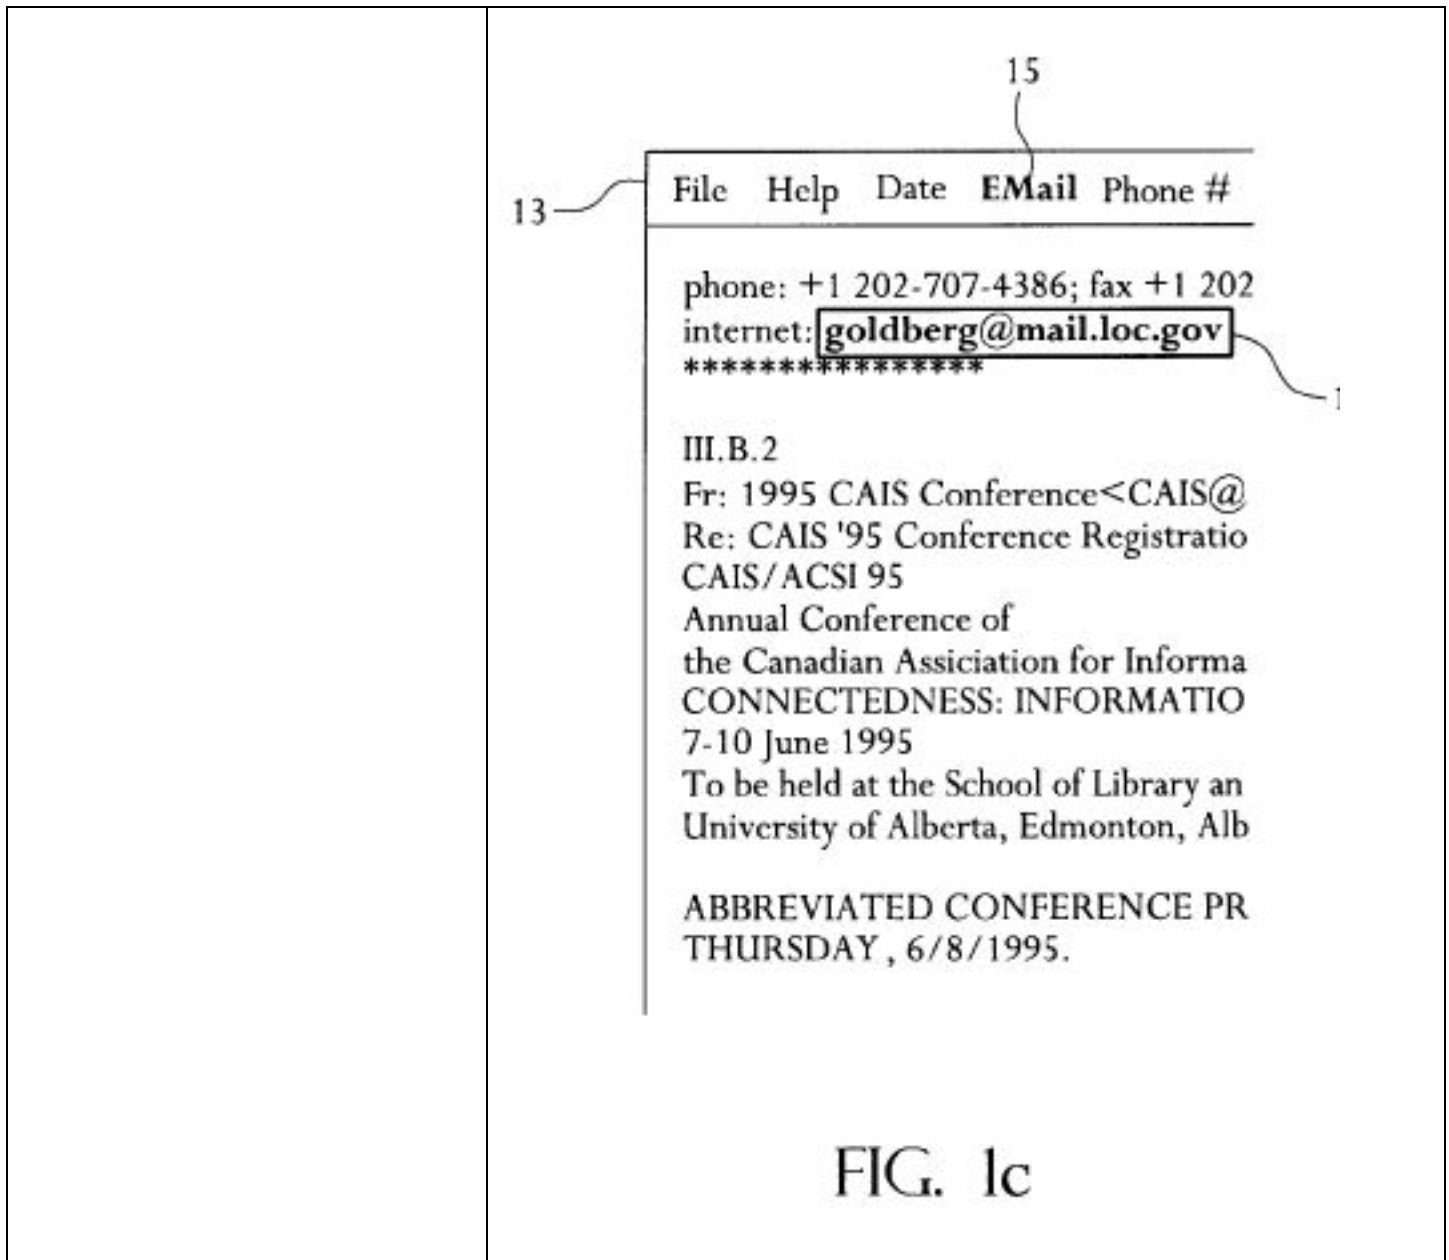 15
13
File Help Date EMail Phone #
phone: +1 202-707-4386; fax +1 202
internet: goldberg@mail.loc.gov
****************
III.B.2
Fr: 1995 CAIS Conference<CAIS@
Re: CAIS '95 Conference Registratio
CAIS/ACSI 95
Annual Conference of
the Canadian Assiciation for Informa
CONNECTEDNESS: INFORMATIO
7-10 June 1995
To be held at the School of Library an
University of Alberta, Edmonton, Alb
ABBREVIATED CONFERENCE PR
THURSDAY, 6/8/1995.
FIG. 1c